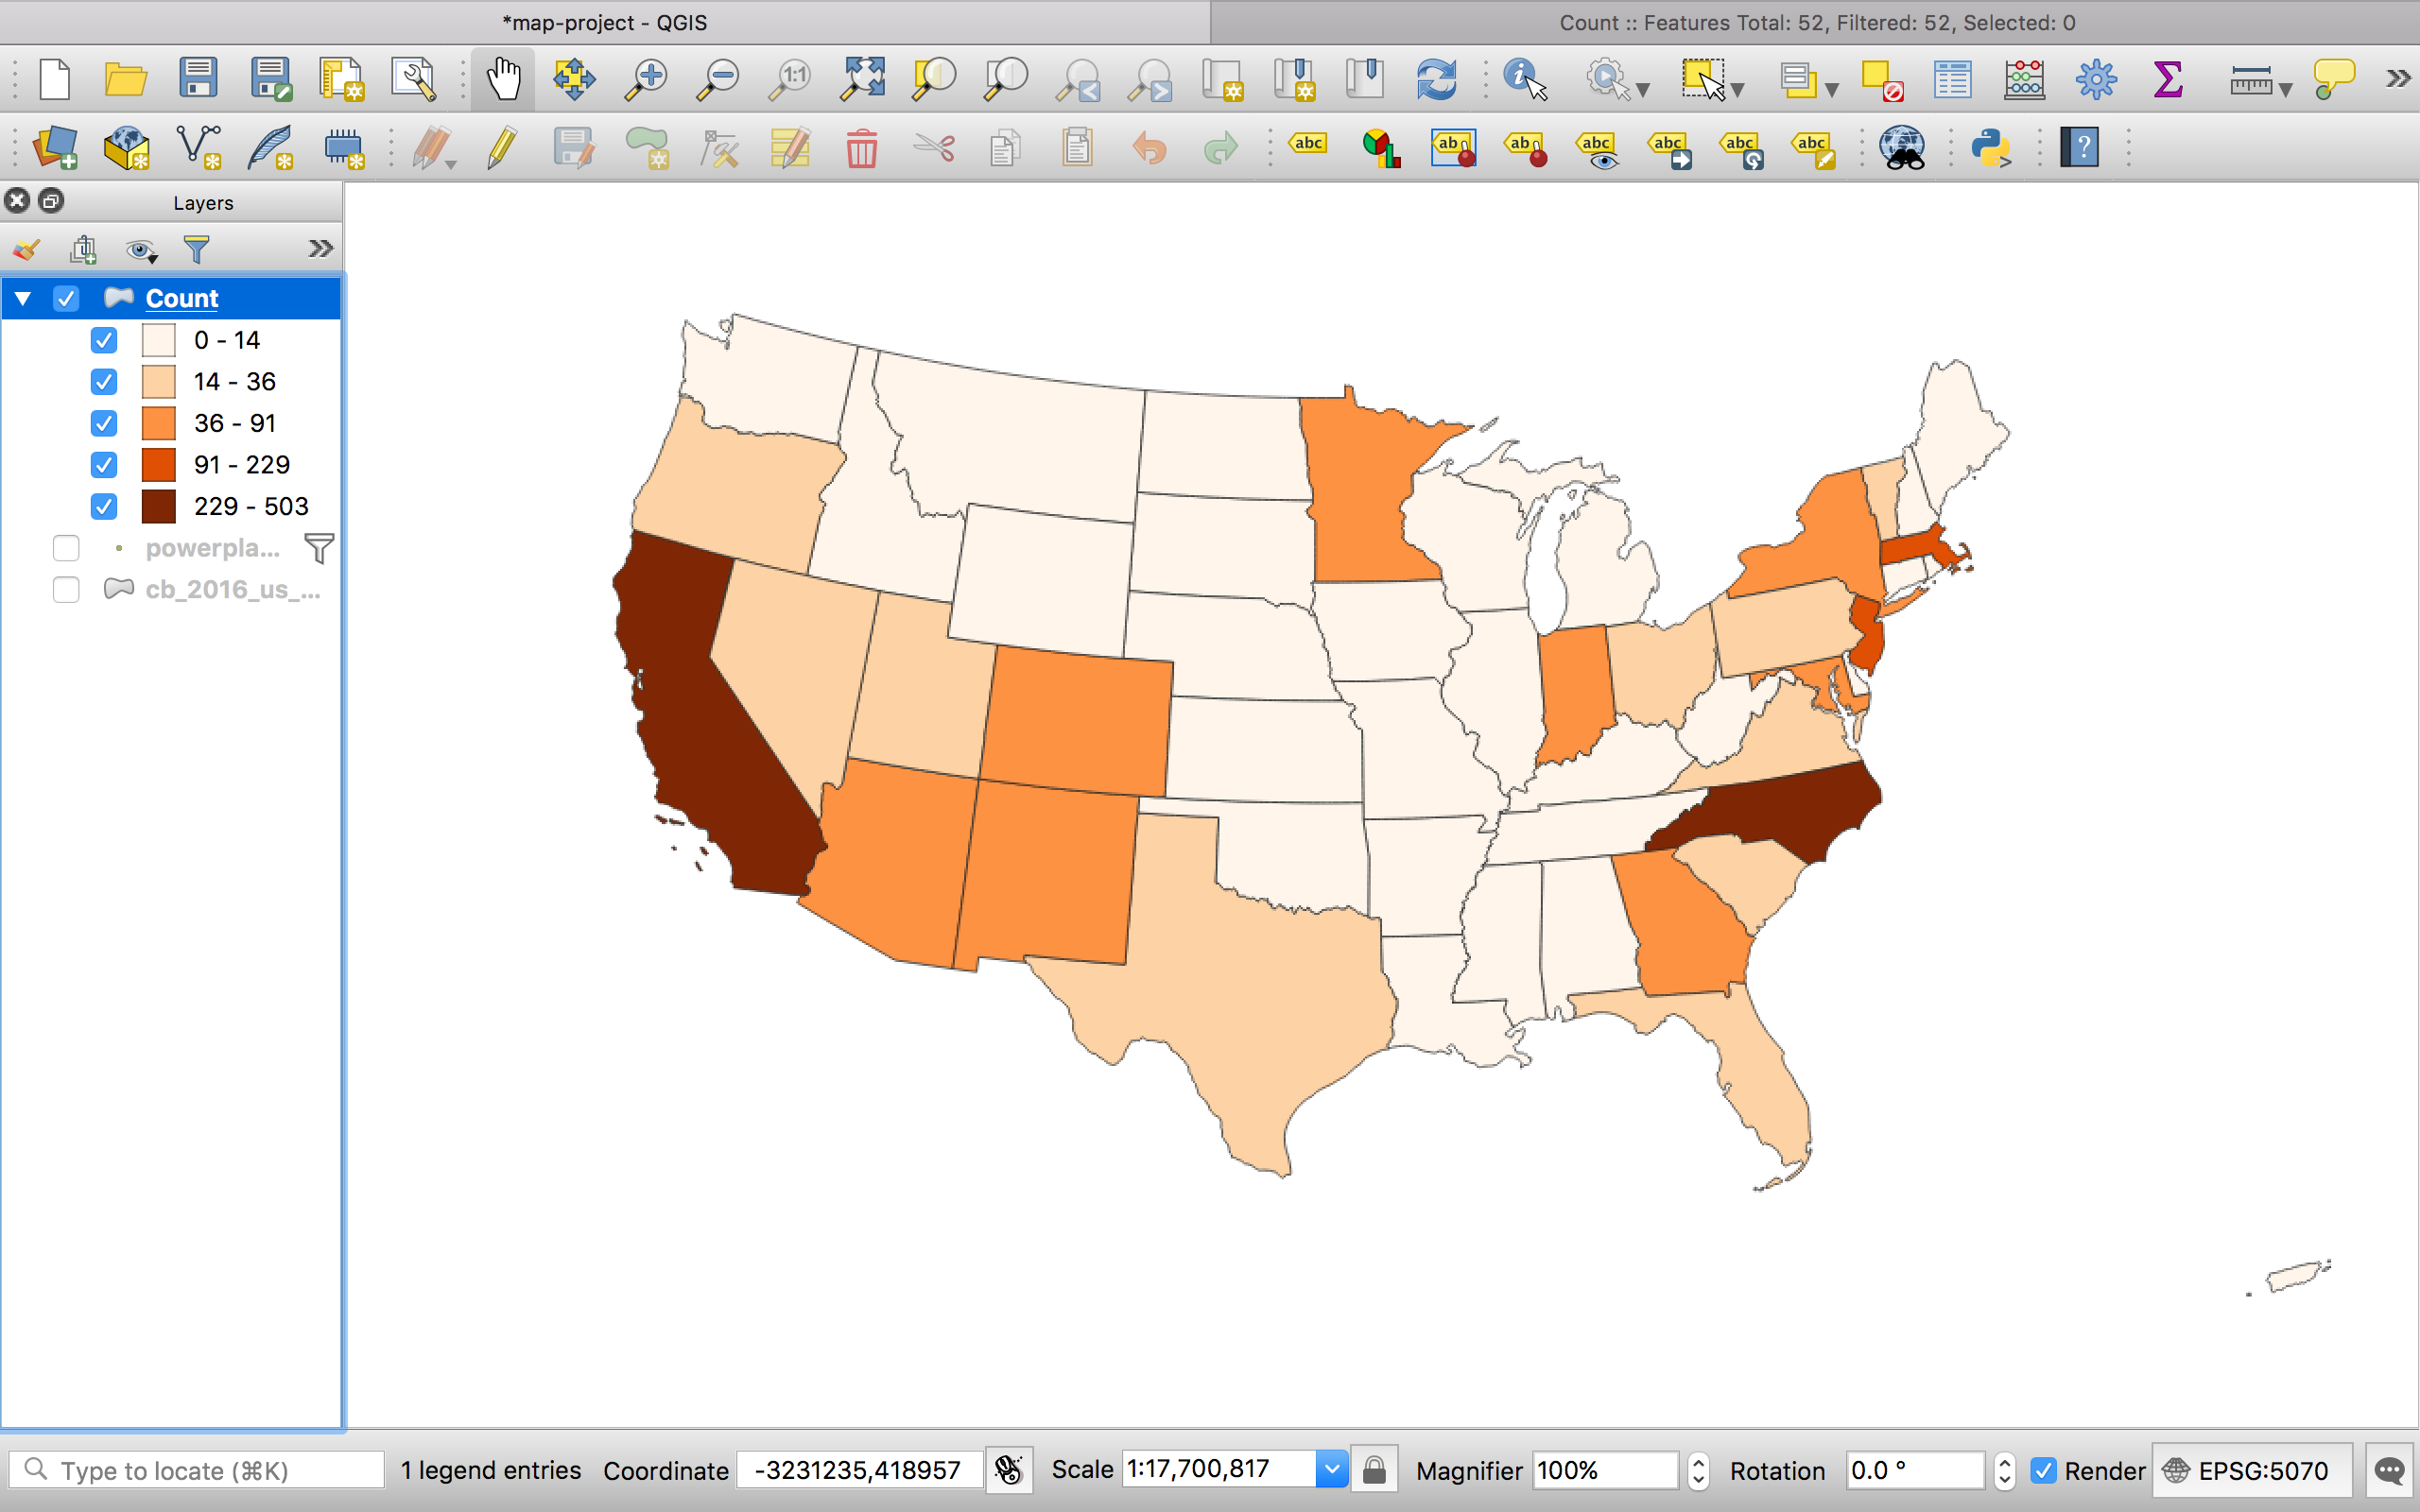 *map-project - QGIS
Count :: Features Total: 52, Filtered: 52, Selected: 0
1:1
abc
ab
ab
abc
abc
abc
abc
?
Layers
Count
0 - 14
14 - 36
36 - 91
91 - 229
229 - 503
powerpla...
cb_2016_us_...
Type to locate (⌘K)
1 legend entries
Coordinate
-3231235,418957
Scale
1:17,700,817
Magnifier
100%
Rotation
0.0 °
Render
EPSG:5070